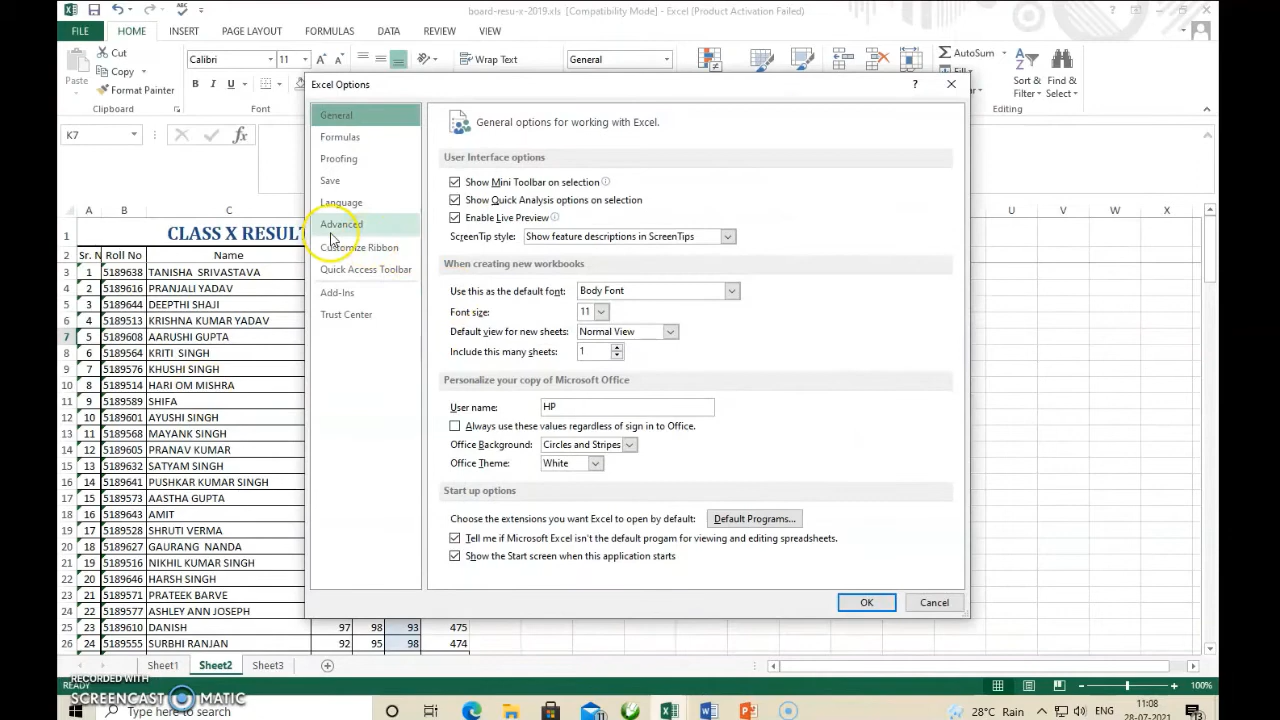 board-resu-x-2019.xls [Compatibility Mode] - Excel (Product Activation Failed)
FILE HOME INSERT PAGE LAYOUT FORMULAS DATA REVIEW VIEW
Cut
Copy
Format Painter
Paste
Clipboard
Calibri 11
B I U
Font
Wrap Text
General
AutoSum
Sort & Filter
Find & Select
Editing
K7
fx
Excel Options
General
Formulas
Proofing
Save
Language
Advanced
Customize Ribbon
Quick Access Toolbar
Add-Ins
Trust Center
General options for working with Excel.
User Interface options
Show Mini Toolbar on selection
Show Quick Analysis options on selection
Enable Live Preview
ScreenTip style: Show feature descriptions in ScreenTips
When creating new workbooks
Use this as the default font: Body Font
Font size: 11
Default view for new sheets: Normal View
Include this many sheets: 1
Personalize your copy of Microsoft Office
User name: HP
Always use these values regardless of sign in to Office.
Office Background: Circles and Stripes
Office Theme: White
Start up options
Choose the extensions you want Excel to open by default: Default Programs...
Tell me if Microsoft Excel isn't the default progam for viewing and editing spreadsheets.
Show the Start screen when this application starts
OK Cancel
A B C U V W X
1 CLASS X RESULT
2 Sr. N Roll No Name
3 1 5189638 TANISHA SRIVASTAVA
4 2 5189616 PRANJALI YADAV
5 3 5189644 DEEPTHI SHAJI
6 4 5189513 KRISHNA KUMAR YADAV
7 5 5189608 AARUSHI GUPTA
8 6 5189564 KRITI SINGH
9 7 5189576 KHUSHI SINGH
10 8 5189514 HARI OM MISHRA
11 9 5189589 SHIFA
12 10 5189601 AYUSHI SINGH
13 11 5189568 MAYANK SINGH
14 12 5189605 PRANAV KUMAR
15 13 5189632 SATYAM SINGH
16 14 5189641 PUSHKAR KUMAR SINGH
17 15 5189583 AASTHA GUPTA
18 16 5189543 AMIT
19 17 5189528 SHRUTI VERMA
20 18 5189627 GAURANG NANDA
21 19 5189516 NIKHIL KUMAR SINGH
22 20 5189646 HARSH SINGH
23 21 5189506 PRATEEK BARVE
24 22 5189577 ASHLEY ANN JOSEPH
25 23 5189610 DANISH 97 98 93 475
26 24 5189555 SURBHI RANJAN 92 95 98 474
Sheet1 Sheet2 Sheet3
READY
100%
RECORDED WITH
SCREENCAST MATIC
Type here to search
28°C Rain
ENG
11:08
28-07-2021